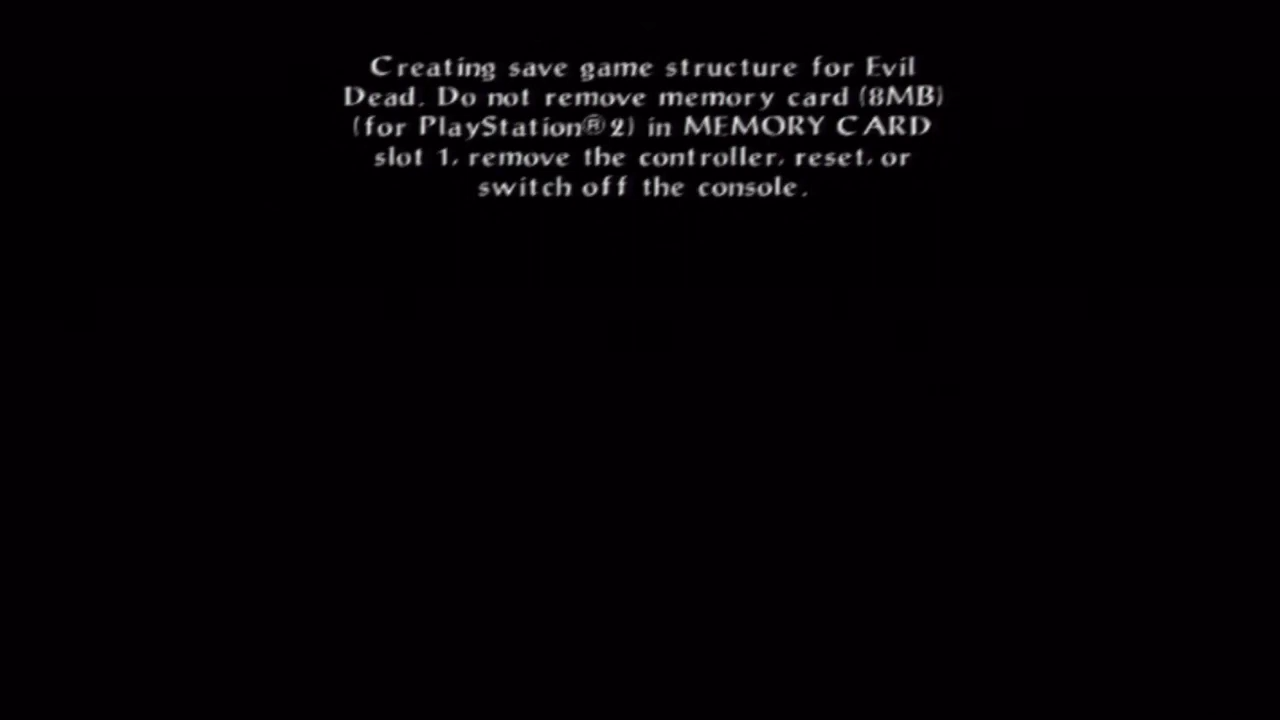 Creating save game structure for Evil
Dead. Do not remove memory card (8MB)
(for PlayStation®2) in MEMORY CARD
slot 1, remove the controller, reset, or
switch off the console.